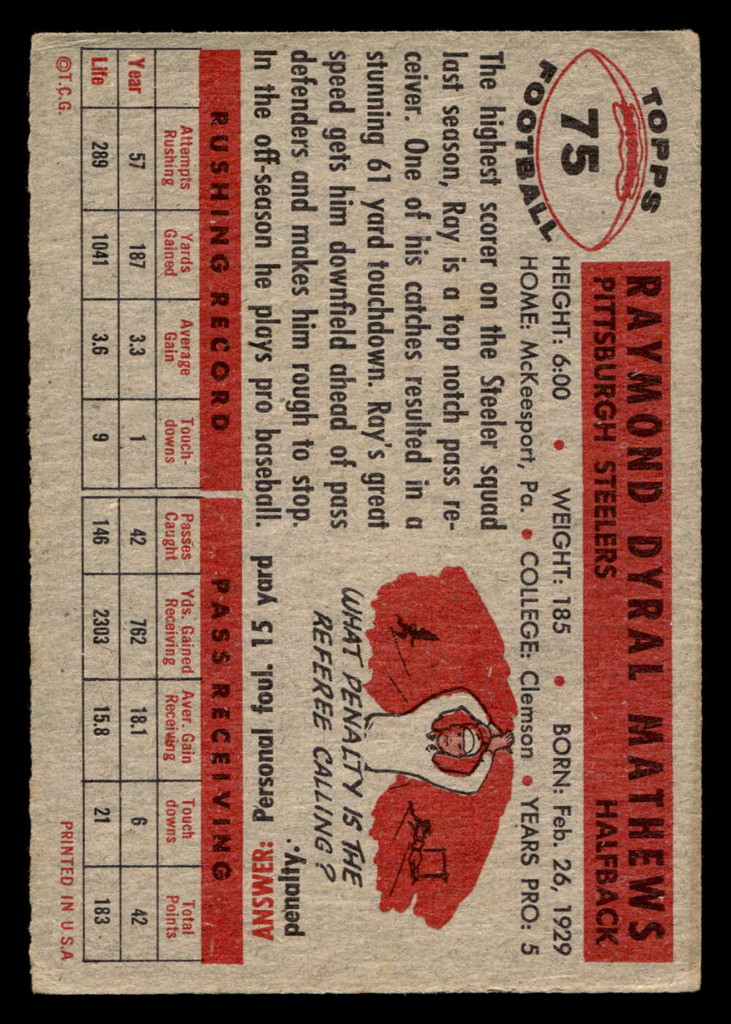 TOPPS
75
FOOTBALL
RAYMOND DYRAL MATHEWS
PITTSBURGH STEELERS HALFBACK
HEIGHT: 6:00 • WEIGHT: 185 • BORN: Feb. 26, 1929
HOME: McKeesport, Pa. • COLLEGE: Clemson • YEARS PRO: 5
The highest scorer on the Steeler squad
last season, Ray is a top notch pass re-
ceiver. One of his catches resulted in a
stunning 61 yard touchdown. Ray's great
speed gets him downfield ahead of pass
defenders and makes him rough to stop.
In the off-season he plays pro baseball.
WHAT PENALTY IS THE
REFEREE CALLING?
ANSWER: Personal foul. 15 Yard
penalty.
RUSHING RECORD PASS RECEIVING
Year Attempts Rushing Yards Gained Average Gain Touch-downs Passes Caught Yds. Gained Receiving Aver. Gain Receiving Touch downs Total Points
57 187 3.3 1 42 762 18.1 6 42
Life 289 1041 3.6 9 146 2303 15.8 21 183
©T.C.G. PRINTED IN U.S.A